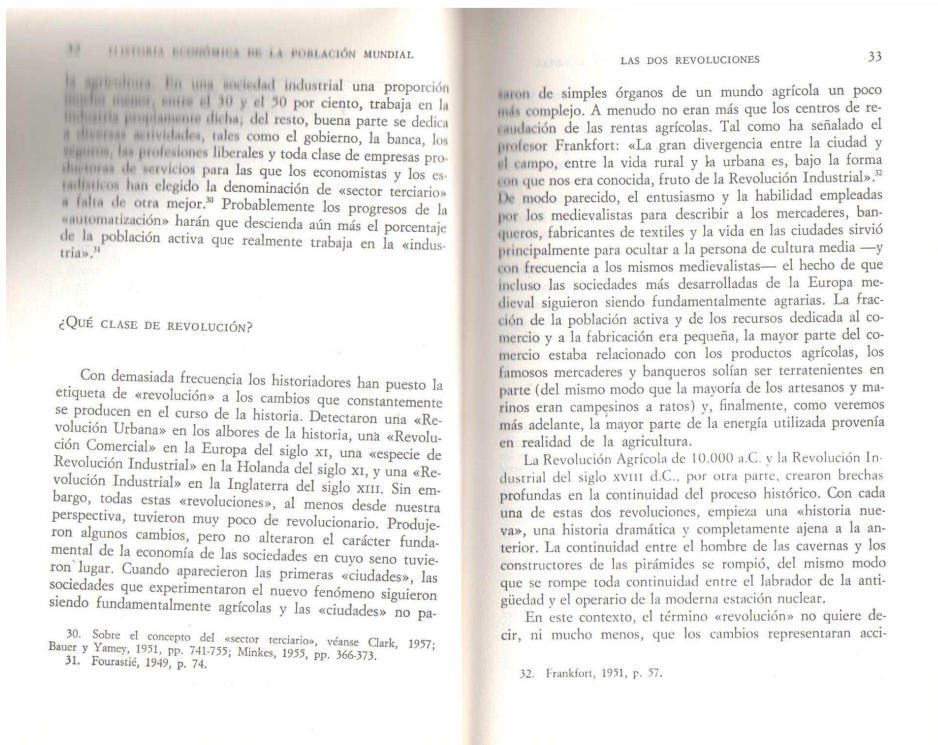 32 HISTORIA ECONÓMICA DE LA POBLACIÓN MUNDIAL
la agricultura. En una sociedad industrial una proporción
mucho menor, entre el 30 y el 50 por ciento, trabaja en la
industria propiamente dicha; del resto, buena parte se dedica
a diversas actividades, tales como el gobierno, la banca, los
seguros, las profesiones liberales y toda clase de empresas pro-
ductoras de servicios para las que los economistas y los es-
tadísticos han elegido la denominación de «sector terciario»
a falta de otra mejor.³⁰ Probablemente los progresos de la
«automatización» harán que descienda aún más el porcentaje
de la población activa que realmente trabaja en la «indus-
tria».³¹
¿QUÉ CLASE DE REVOLUCIÓN?
Con demasiada frecuencia los historiadores han puesto la
etiqueta de «revolución» a los cambios que constantemente
se producen en el curso de la historia. Detectaron una «Re-
volución Urbana» en los albores de la historia, una «Revolu-
ción Comercial» en la Europa del siglo XI, una «especie de
Revolución Industrial» en la Holanda del siglo XI, y una «Re-
volución Industrial» en la Inglaterra del siglo XIII. Sin em-
bargo, todas estas «revoluciones», al menos desde nuestra
perspectiva, tuvieron muy poco de revolucionario. Produje-
ron algunos cambios, pero no alteraron el carácter funda-
mental de la economía de las sociedades en cuyo seno tuvie-
ron lugar. Cuando aparecieron las primeras «ciudades», las
sociedades que experimentaron el nuevo fenómeno siguieron
siendo fundamentalmente agrícolas y las «ciudades» no pa-
30. Sobre el concepto del «sector terciario», véanse Clark, 1957;
Bauer y Yamey, 1951, pp. 741-755; Minkes, 1955, pp. 366-373.
31. Fourastié, 1949, p. 74.
LAS DOS REVOLUCIONES 33
saron de simples órganos de un mundo agrícola un poco
más complejo. A menudo no eran más que los centros de re-
caudación de las rentas agrícolas. Tal como ha señalado el
profesor Frankfort: «La gran divergencia entre la ciudad y
el campo, entre la vida rural y la urbana es, bajo la forma
con que nos era conocida, fruto de la Revolución Industrial».³²
De modo parecido, el entusiasmo y la habilidad empleadas
por los medievalistas para describir a los mercaderes, ban-
queros, fabricantes de textiles y la vida en las ciudades sirvió
principalmente para ocultar a la persona de cultura media —y
con frecuencia a los mismos medievalistas— el hecho de que
incluso las sociedades más desarrolladas de la Europa me-
dieval siguieron siendo fundamentalmente agrarias. La frac-
ción de la población activa y de los recursos dedicada al co-
mercio y a la fabricación era pequeña, la mayor parte del co-
mercio estaba relacionado con los productos agrícolas, los
famosos mercaderes y banqueros solían ser terratenientes en
parte (del mismo modo que la mayoría de los artesanos y ma-
rinos eran campesinos a ratos) y, finalmente, como veremos
más adelante, la mayor parte de la energía utilizada provenía
en realidad de la agricultura.
La Revolución Agrícola de 10.000 a.C. y la Revolución In-
dustrial del siglo XVIII d.C., por otra parte, crearon brechas
profundas en la continuidad del proceso histórico. Con cada
una de estas dos revoluciones, empieza una «historia nue-
va», una historia dramática y completamente ajena a la an-
terior. La continuidad entre el hombre de las cavernas y los
constructores de las pirámides se rompió, del mismo modo
que se rompe toda continuidad entre el labrador de la anti-
güedad y el operario de la moderna estación nuclear.
En este contexto, el término «revolución» no quiere de-
cir, ni mucho menos, que los cambios representaran acci-
32. Frankfort, 1951, p. 57.